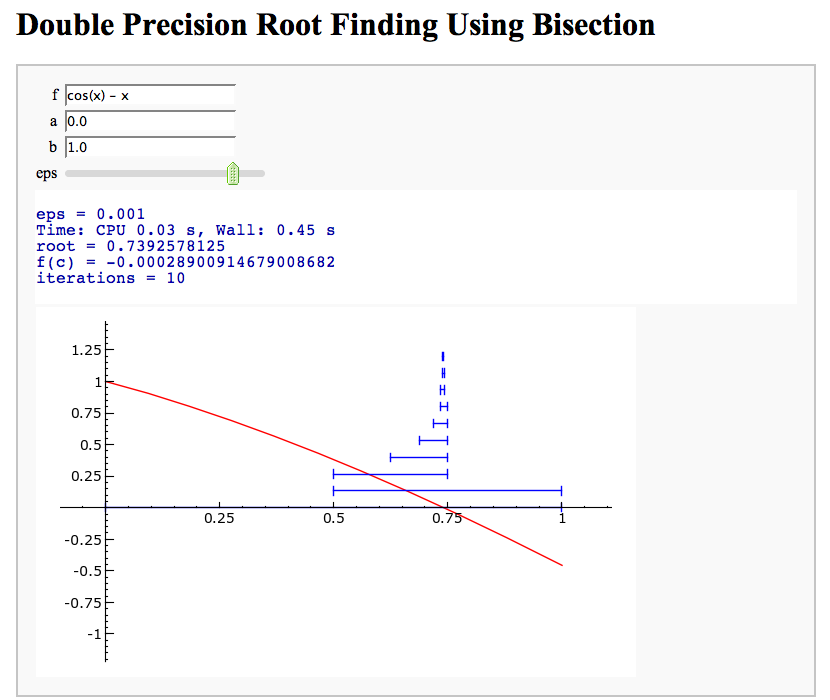 Double Precision Root Finding Using Bisection
f cos(x) - x
a 0.0
b 1.0
eps
eps = 0.001
Time: CPU 0.03 s, Wall: 0.45 s
root = 0.7392578125
f(c) = -0.00028900914679008682
iterations = 10
1.25
1
0.75
0.5
0.25
0.25 0.5 0.75 1
-0.25
-0.5
-0.75
-1